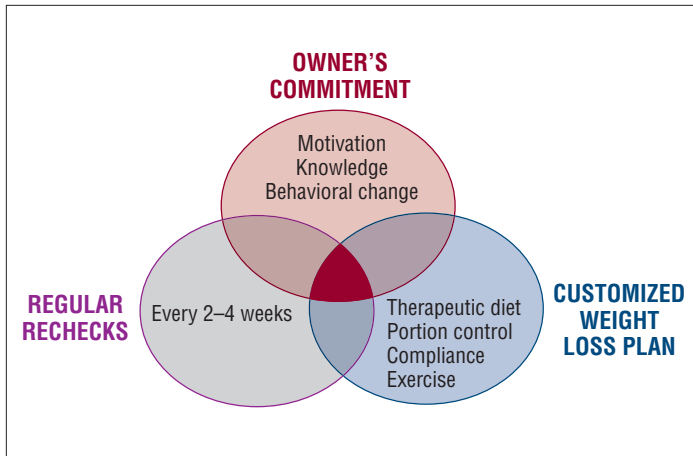 OWNER'S
COMMITMENT
Motivation
Knowledge
Behavioral change
REGULAR
RECHECKS
Every 2–4 weeks
Therapeutic diet
Portion control
Compliance
Exercise
CUSTOMIZED
WEIGHT
LOSS PLAN